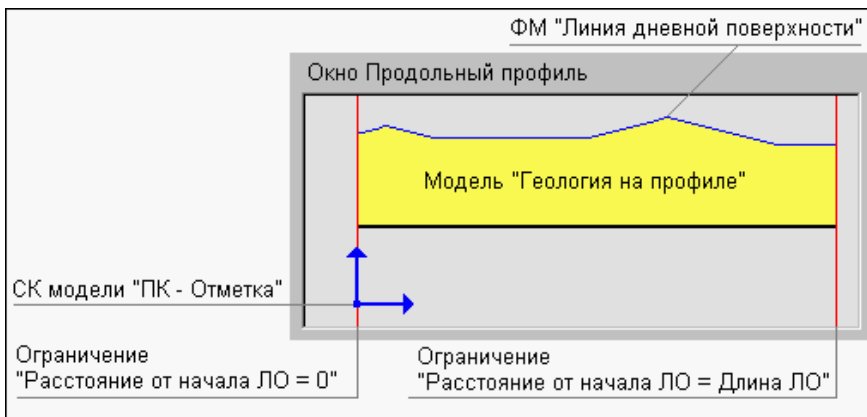 ФМ "Линия дневной поверхности"
Окно Продольный профиль
Модель "Геология на профиле"
СК модели "ПК - Отметка"
Ограничение
"Расстояние от начала ЛО = 0"
Ограничение
"Расстояние от начала ЛО = Длина ЛО"